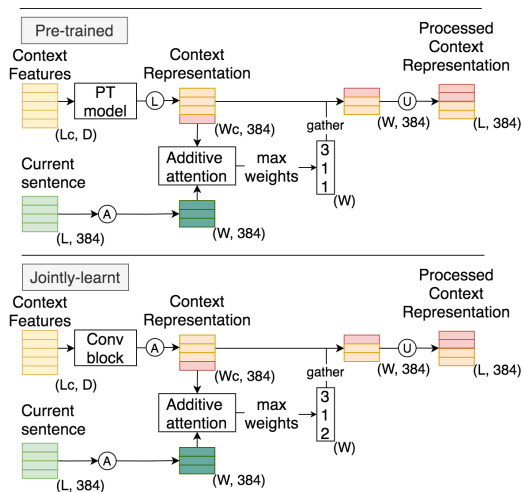 Pre-trained
Context
Features
PT
model
L
Context
Representation
Processed
Context
Representation
U
(Lc, D)
(Wc, 384)
(W, 384)
(L, 384)
gather
Current
sentence
Additive
attention
max
weights
3
1
1
(W)
A
(L, 384)
(W, 384)
Jointly-learnt
Context
Features
Conv
block
A
Context
Representation
Processed
Context
Representation
U
(Lc, D)
(Wc, 384)
(W, 384)
(L, 384)
gather
Current
sentence
Additive
attention
max
weights
3
1
2
(W)
A
(L, 384)
(W, 384)